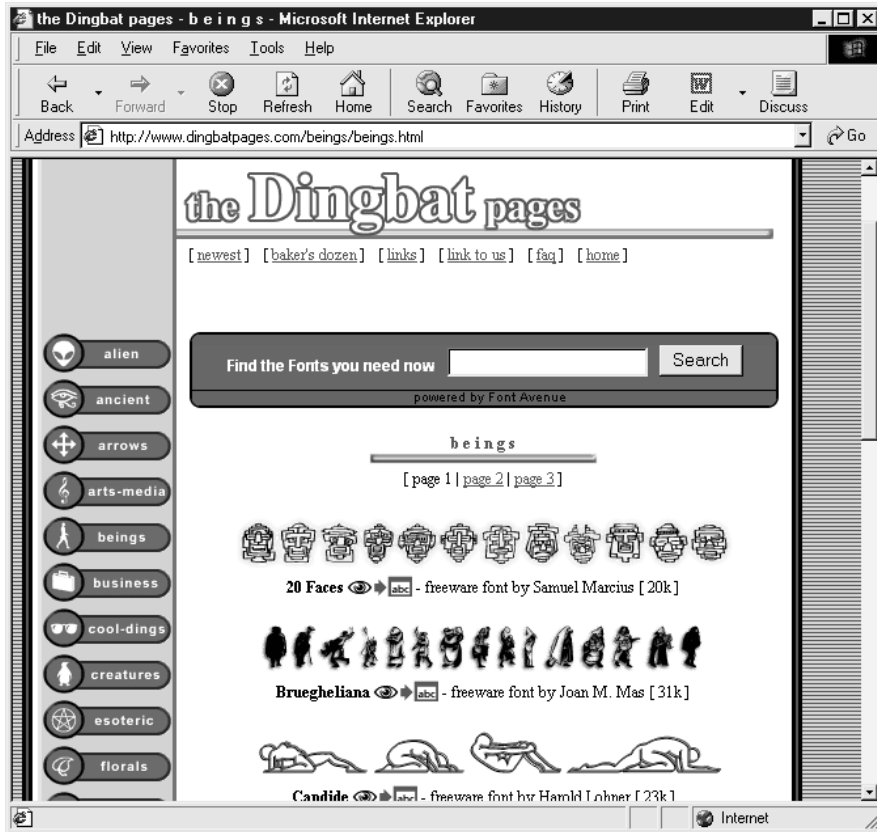 the Dingbat pages - b e i n g s - Microsoft Internet Explorer
File Edit View Favorites Tools Help
Back Forward Stop Refresh Home Search Favorites History Print Edit Discuss
Address http://www.dingbatpages.com/beings/beings.html Go
the Dingbat pages
[ newest ] [ baker's dozen ] [ links ] [ link to us ] [ faq ] [ home ]
alien
Find the Fonts you need now Search
ancient
powered by Font Avenue
arrows
b e i n g s
[ page 1 | page 2 | page 3 ]
arts-media
beings
business
20 Faces abc - freeware font by Samuel Marcius [ 20k ]
cool-dings
creatures
Bruegheliana abc - freeware font by Joan M. Mas [ 31k ]
esoteric
florals
Candide abc - freeware font by Harold Lohner [ 23k ]
Internet